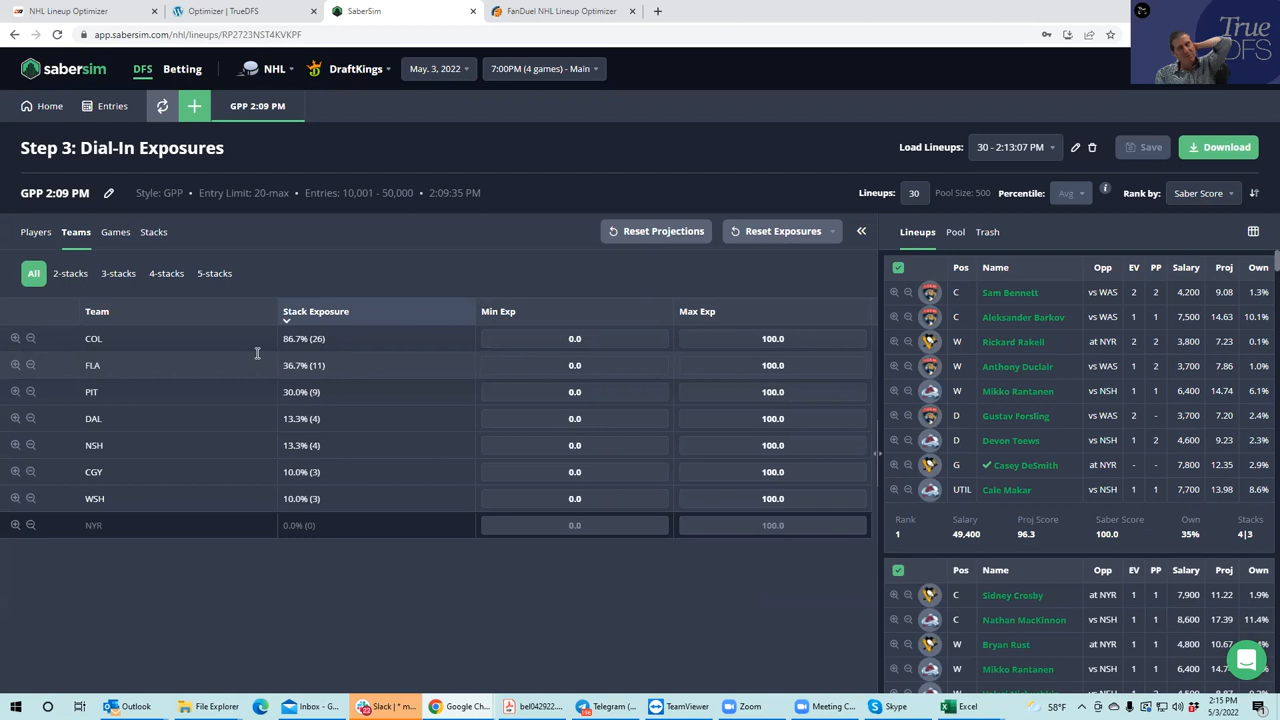 NHL Lineup Optimizer
Optimizer | TrueDFS
SaberSim
FanDuel NHL Lineup Optimizer
app.sabersim.com/nhl/lineups/RP2723NST4KVKPF
True
DFS
sabersim
DFS
Betting
NHL
DraftKings
May. 3, 2022
7:00PM (4 games) - Main
Home
Entries
GPP 2:09 PM
Step 3: Dial-In Exposures
Load Lineups:
30 - 2:13:07 PM
Save
Download
GPP 2:09 PM
Style: GPP • Entry Limit: 20-max • Entries: 10,001 - 50,000 • 2:09:35 PM
Lineups:
30
Pool Size: 500
Percentile:
Avg
Rank by:
Saber Score
Players
Teams
Games
Stacks
Reset Projections
Reset Exposures
Lineups
Pool
Trash
All
2-stacks
3-stacks
4-stacks
5-stacks
Team Stack Exposure Min Exp Max Exp
COL 86.7% (26) 0.0 100.0
FLA 36.7% (11) 0.0 100.0
PIT 30.0% (9) 0.0 100.0
DAL 13.3% (4) 0.0 100.0
NSH 13.3% (4) 0.0 100.0
CGY 10.0% (3) 0.0 100.0
WSH 10.0% (3) 0.0 100.0
NYR 0.0% (0) 0.0 100.0
Pos Name Opp EV PP Salary Proj Own
C Sam Bennett vs WAS 2 2 4,200 9.08 1.3%
C Aleksander Barkov vs WAS 1 1 7,500 14.63 10.1%
W Rickard Rakell at NYR 2 2 3,800 7.23 0.1%
W Anthony Duclair vs WAS 1 2 3,700 7.86 1.0%
W Mikko Rantanen vs NSH 1 1 6,400 14.74 6.1%
D Gustav Forsling vs WAS 2 - 3,700 7.20 2.4%
D Devon Toews vs NSH 1 2 4,600 9.23 2.3%
G Casey DeSmith at NYR - - 7,800 12.35 2.9%
UTIL Cale Makar vs NSH 1 1 7,700 13.98 8.6%
Rank Salary Proj Score Saber Score Own Stacks
1 49,400 96.3 100.0 35% 4|3
Pos Name Opp EV PP Salary Proj Own
C Sidney Crosby at NYR 1 1 7,900 11.22 1.9%
C Nathan MacKinnon vs NSH 1 1 8,600 17.39 11.4%
W Bryan Rust at NYR 1 1 4,800 10.67
W Mikko Rantanen vs NSH 1 1 6,400
Outlook
File Explorer
Inbox - G...
Slack | * m...
Google Ch...
bel042922....
Telegram (...
TeamViewer
Zoom
Meeting C...
Skype
Excel
58°F
2:15 PM
5/3/2022